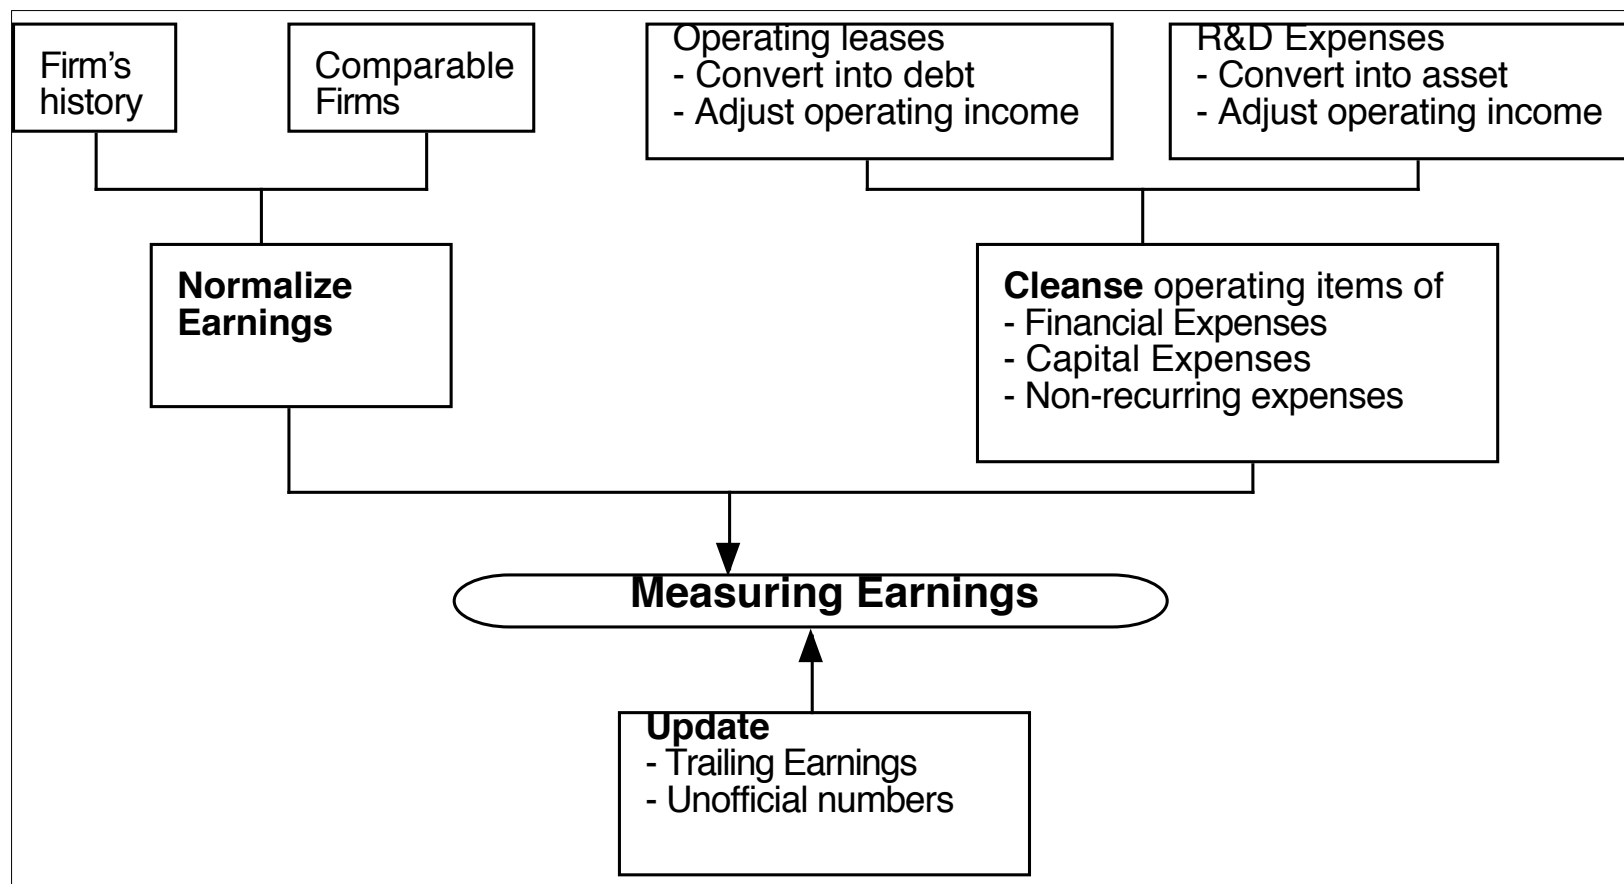 Firm's
history
Comparable
Firms
Operating leases
- Convert into debt
- Adjust operating income
R&D Expenses
- Convert into asset
- Adjust operating income
Normalize
Earnings
Cleanse operating items of
- Financial Expenses
- Capital Expenses
- Non-recurring expenses
Measuring Earnings
Update
- Trailing Earnings
- Unofficial numbers